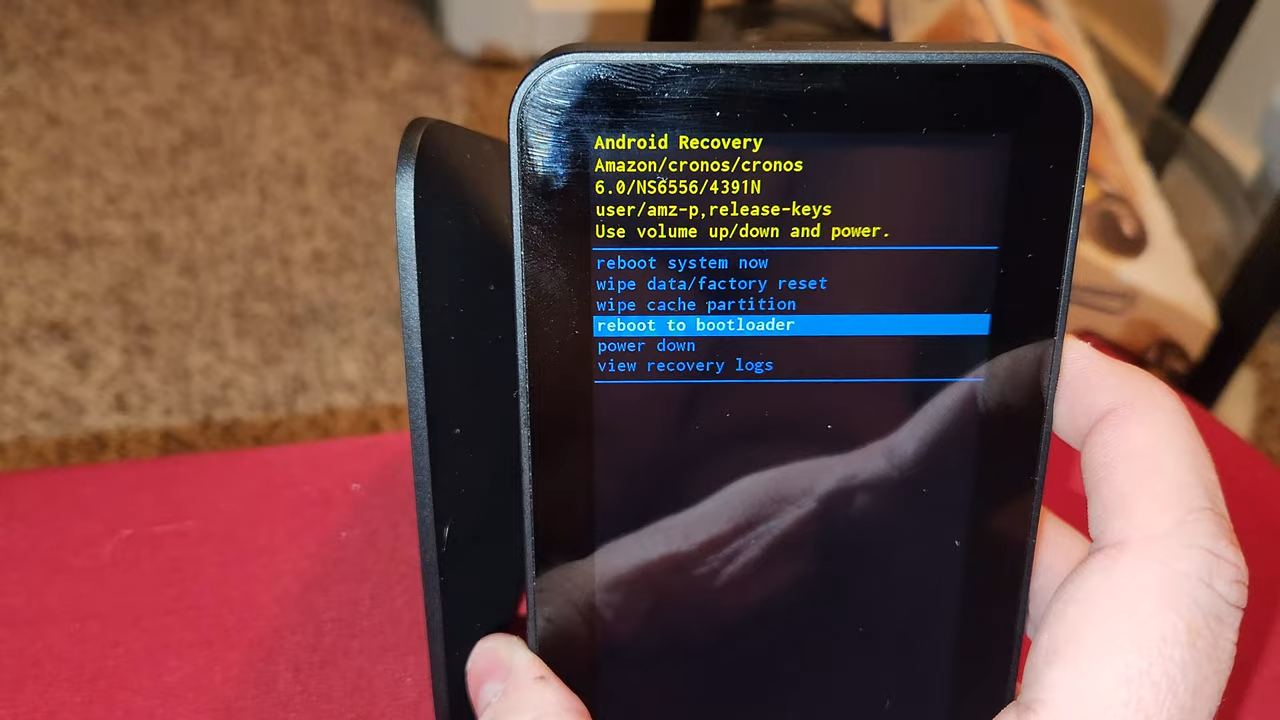 Android Recovery
Amazon/cronos/cronos
6.0/NS6556/4391N
user/amz-p,release-keys
Use volume up/down and power.
reboot system now
wipe data/factory reset
wipe cache partition
reboot to bootloader
power down
view recovery logs